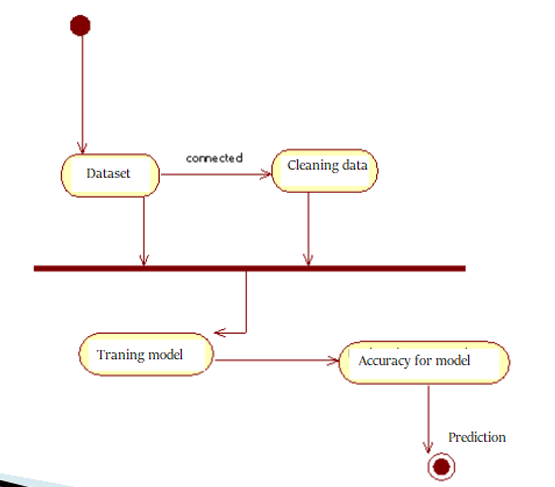 connected
Dataset
Cleaning data
Traning model
Accuracy for model
Prediction